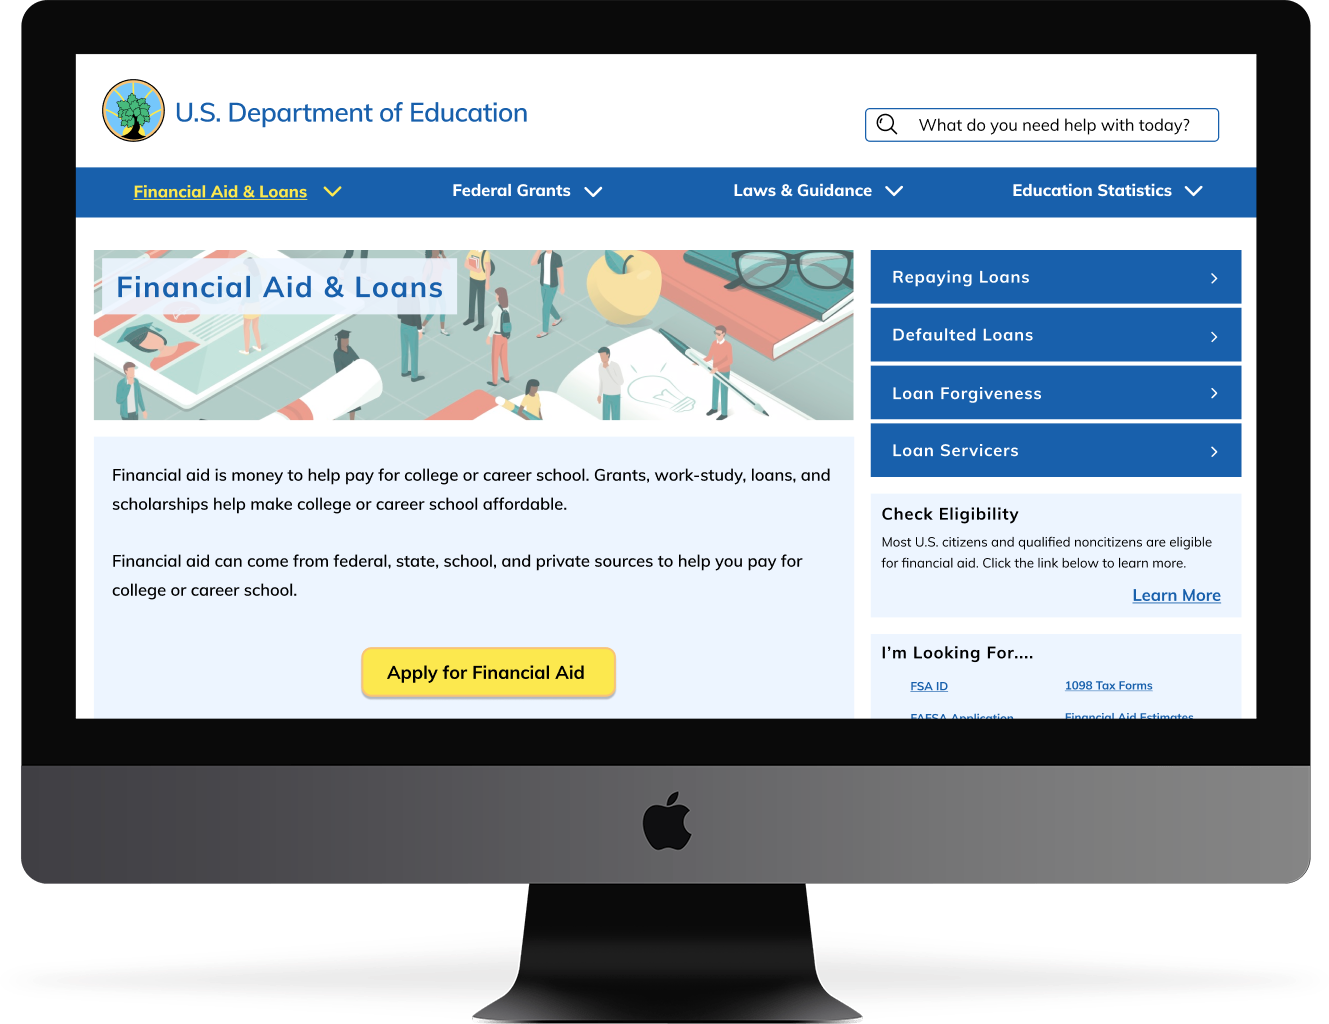 U.S. Department of Education
What do you need help with today?
Financial Aid & Loans
Federal Grants
Laws & Guidance
Education Statistics
Financial Aid & Loans
Financial aid is money to help pay for college or career school. Grants, work-study, loans, and
scholarships help make college or career school affordable.
Financial aid can come from federal, state, school, and private sources to help you pay for
college or career school.
Apply for Financial Aid
Repaying Loans
Defaulted Loans
Loan Forgiveness
Loan Servicers
Check Eligibility
Most U.S. citizens and qualified noncitizens are eligible
for financial aid. Click the link below to learn more.
Learn More
I'm Looking For....
FSA ID
1098 Tax Forms
FAFSA Application
Financial Aid Estimates